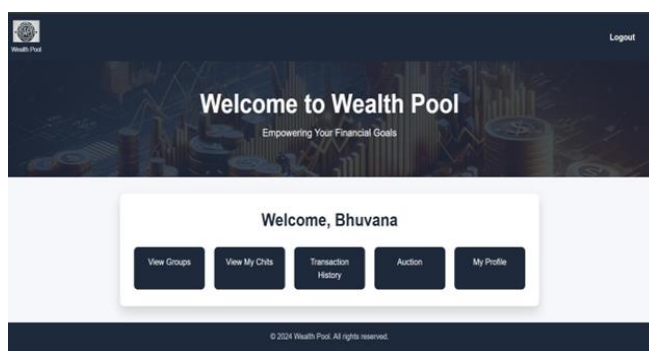 Wealth Pool
Logout
Welcome to Wealth Pool
Empowering Your Financial Goals
Welcome, Bhuvana
View Groups
View My Chits
Transaction
History
Auction
My Profile
© 2024 Wealth Pool. All rights reserved.